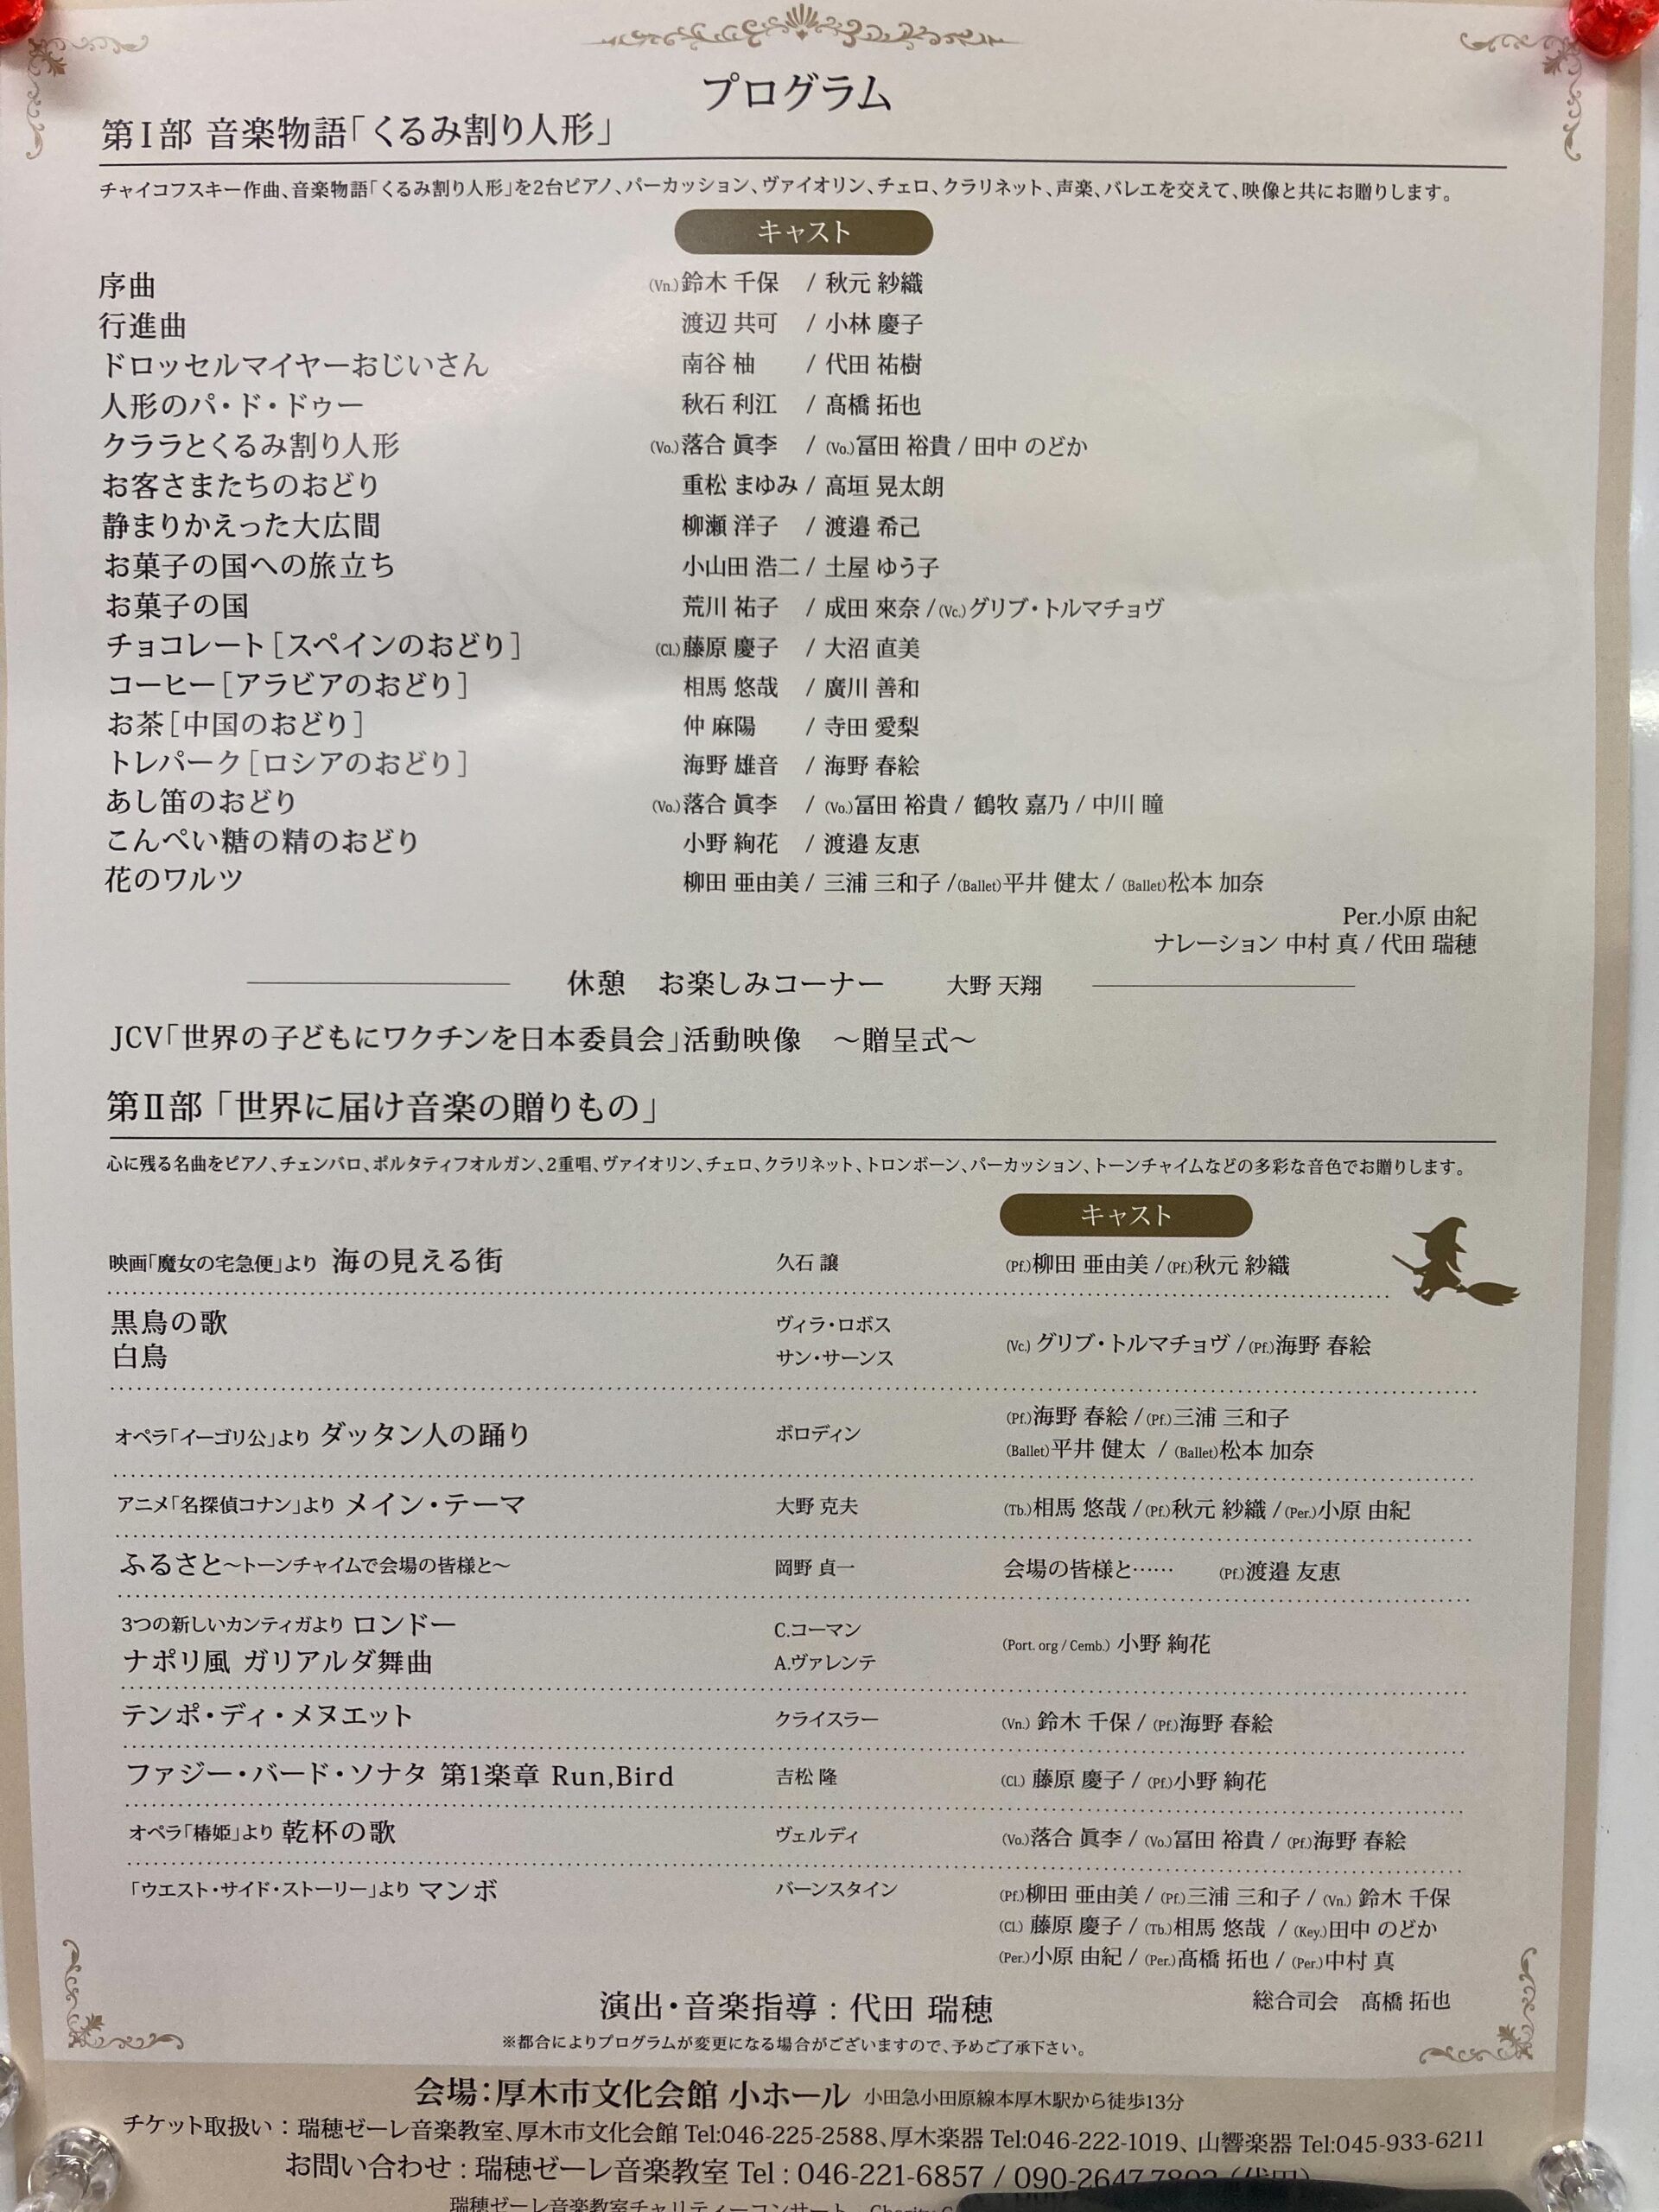 プログラム
第Ⅰ部 音楽物語「くるみ割り人形」
チャイコフスキー作曲、音楽物語「くるみ割り人形」を2台ピアノ、パーカッション、ヴァイオリン、チェロ、クラリネット、声楽、バレエを交えて、映像と共にお贈りします。
キャスト
序曲 (Vn.)鈴木 千保 / 秋元 紗織
行進曲 渡辺 共可 / 小林 慶子
ドロッセルマイヤーおじいさん 南谷 柚 / 代田 祐樹
人形のパ・ド・ドゥー 秋石 利江 / 髙橋 拓也
クララとくるみ割り人形 (Vo.)落合 眞李 / (Vo.)冨田 裕貴 / 田中 のどか
お客さまたちのおどり 重松 まゆみ / 高垣 晃太朗
静まりかえった大広間 柳瀬 洋子 / 渡邉 希己
お菓子の国への旅立ち 小山田 浩二 / 土屋 ゆう子
お菓子の国 荒川 祐子 / 成田 來奈 / (Vc.)グリブ・トルマチョヴ
チョコレート[スペインのおどり] (Cl.)藤原 慶子 / 大沼 直美
コーヒー[アラビアのおどり] 相馬 悠哉 / 廣川 善和
お茶[中国のおどり] 仲 麻陽 / 寺田 愛梨
トレパーク[ロシアのおどり] 海野 雄音 / 海野 春絵
あし笛のおどり (Vo.)落合 眞李 / (Vo.)冨田 裕貴 / 鶴牧 嘉乃 / 中川 瞳
こんぺい糖の精のおどり 小野 絢花 / 渡邉 友恵
花のワルツ 柳田 亜由美 / 三浦 三和子 / (Ballet)平井 健太 / (Ballet)松本 加奈
Per.小原 由紀
ナレーション 中村 真 / 代田 瑞穂
休憩 お楽しみコーナー 大野 天翔
JCV「世界の子どもにワクチンを日本委員会」活動映像 〜贈呈式〜
第Ⅱ部「世界に届け音楽の贈りもの」
心に残る名曲をピアノ、チェンバロ、ポルタティフオルガン、2重唱、ヴァイオリン、チェロ、クラリネット、トロンボーン、パーカッション、トーンチャイムなどの多彩な音色でお贈りします。
キャスト
映画「魔女の宅急便」より 海の見える街 久石 譲 (Pf.)柳田 亜由美 / (Pf.)秋元 紗織
黒鳥の歌 ヴィラ・ロボス
白鳥 サン・サーンス
(Vc.) グリブ・トルマチョヴ / (Pf.)海野 春絵
オペラ「イーゴリ公」より ダッタン人の踊り ボロディン (Pf.)海野 春絵 / (Pf.)三浦 三和子
(Ballet)平井 健太 / (Ballet)松本 加奈
アニメ「名探偵コナン」より メイン・テーマ 大野 克夫 (Tb.)相馬 悠哉 / (Pf.)秋元 紗織 / (Per.)小原 由紀
ふるさと〜トーンチャイムで会場の皆様と〜 岡野 貞一 会場の皆様と…… (Pf.)渡邉 友恵
3つの新しいカンティガより ロンドー C.コーマン
ナポリ風 ガリアルダ舞曲 A.ヴァレンテ
(Port. org / Cemb.) 小野 絢花
テンポ・ディ・メヌエット クライスラー (Vn.) 鈴木 千保 / (Pf.)海野 春絵
ファジー・バード・ソナタ 第1楽章 Run,Bird 吉松 隆 (Cl.) 藤原 慶子 / (Pf.)小野 絢花
オペラ「椿姫」より 乾杯の歌 ヴェルディ (Vo.)落合 眞李 / (Vo.)冨田 裕貴 / (Pf.)海野 春絵
「ウエスト・サイド・ストーリー」より マンボ バーンスタイン (Pf.)柳田 亜由美 / (Pf.)三浦 三和子 / (Vn.) 鈴木 千保
(Cl.) 藤原 慶子 / (Tb.)相馬 悠哉 / (Key.)田中 のどか
(Per.)小原 由紀 / (Per.)髙橋 拓也 / (Per.)中村 真
演出・音楽指導 : 代田 瑞穂 総合司会 髙橋 拓也
※都合によりプログラムが変更になる場合がございますので、予めご了承下さい。
会場:厚木市文化会館 小ホール 小田急小田原線本厚木駅から徒歩13分
チケット取扱い : 瑞穂ゼーレ音楽教室、厚木市文化会館 Tel:046-225-2588、厚木楽器 Tel:046-222-1019、山響楽器 Tel:045-933-6211
お問い合わせ : 瑞穂ゼーレ音楽教室 Tel : 046-221-6857 / 090-2647
瑞穂ゼーレ音楽教室チャリティーコンサート